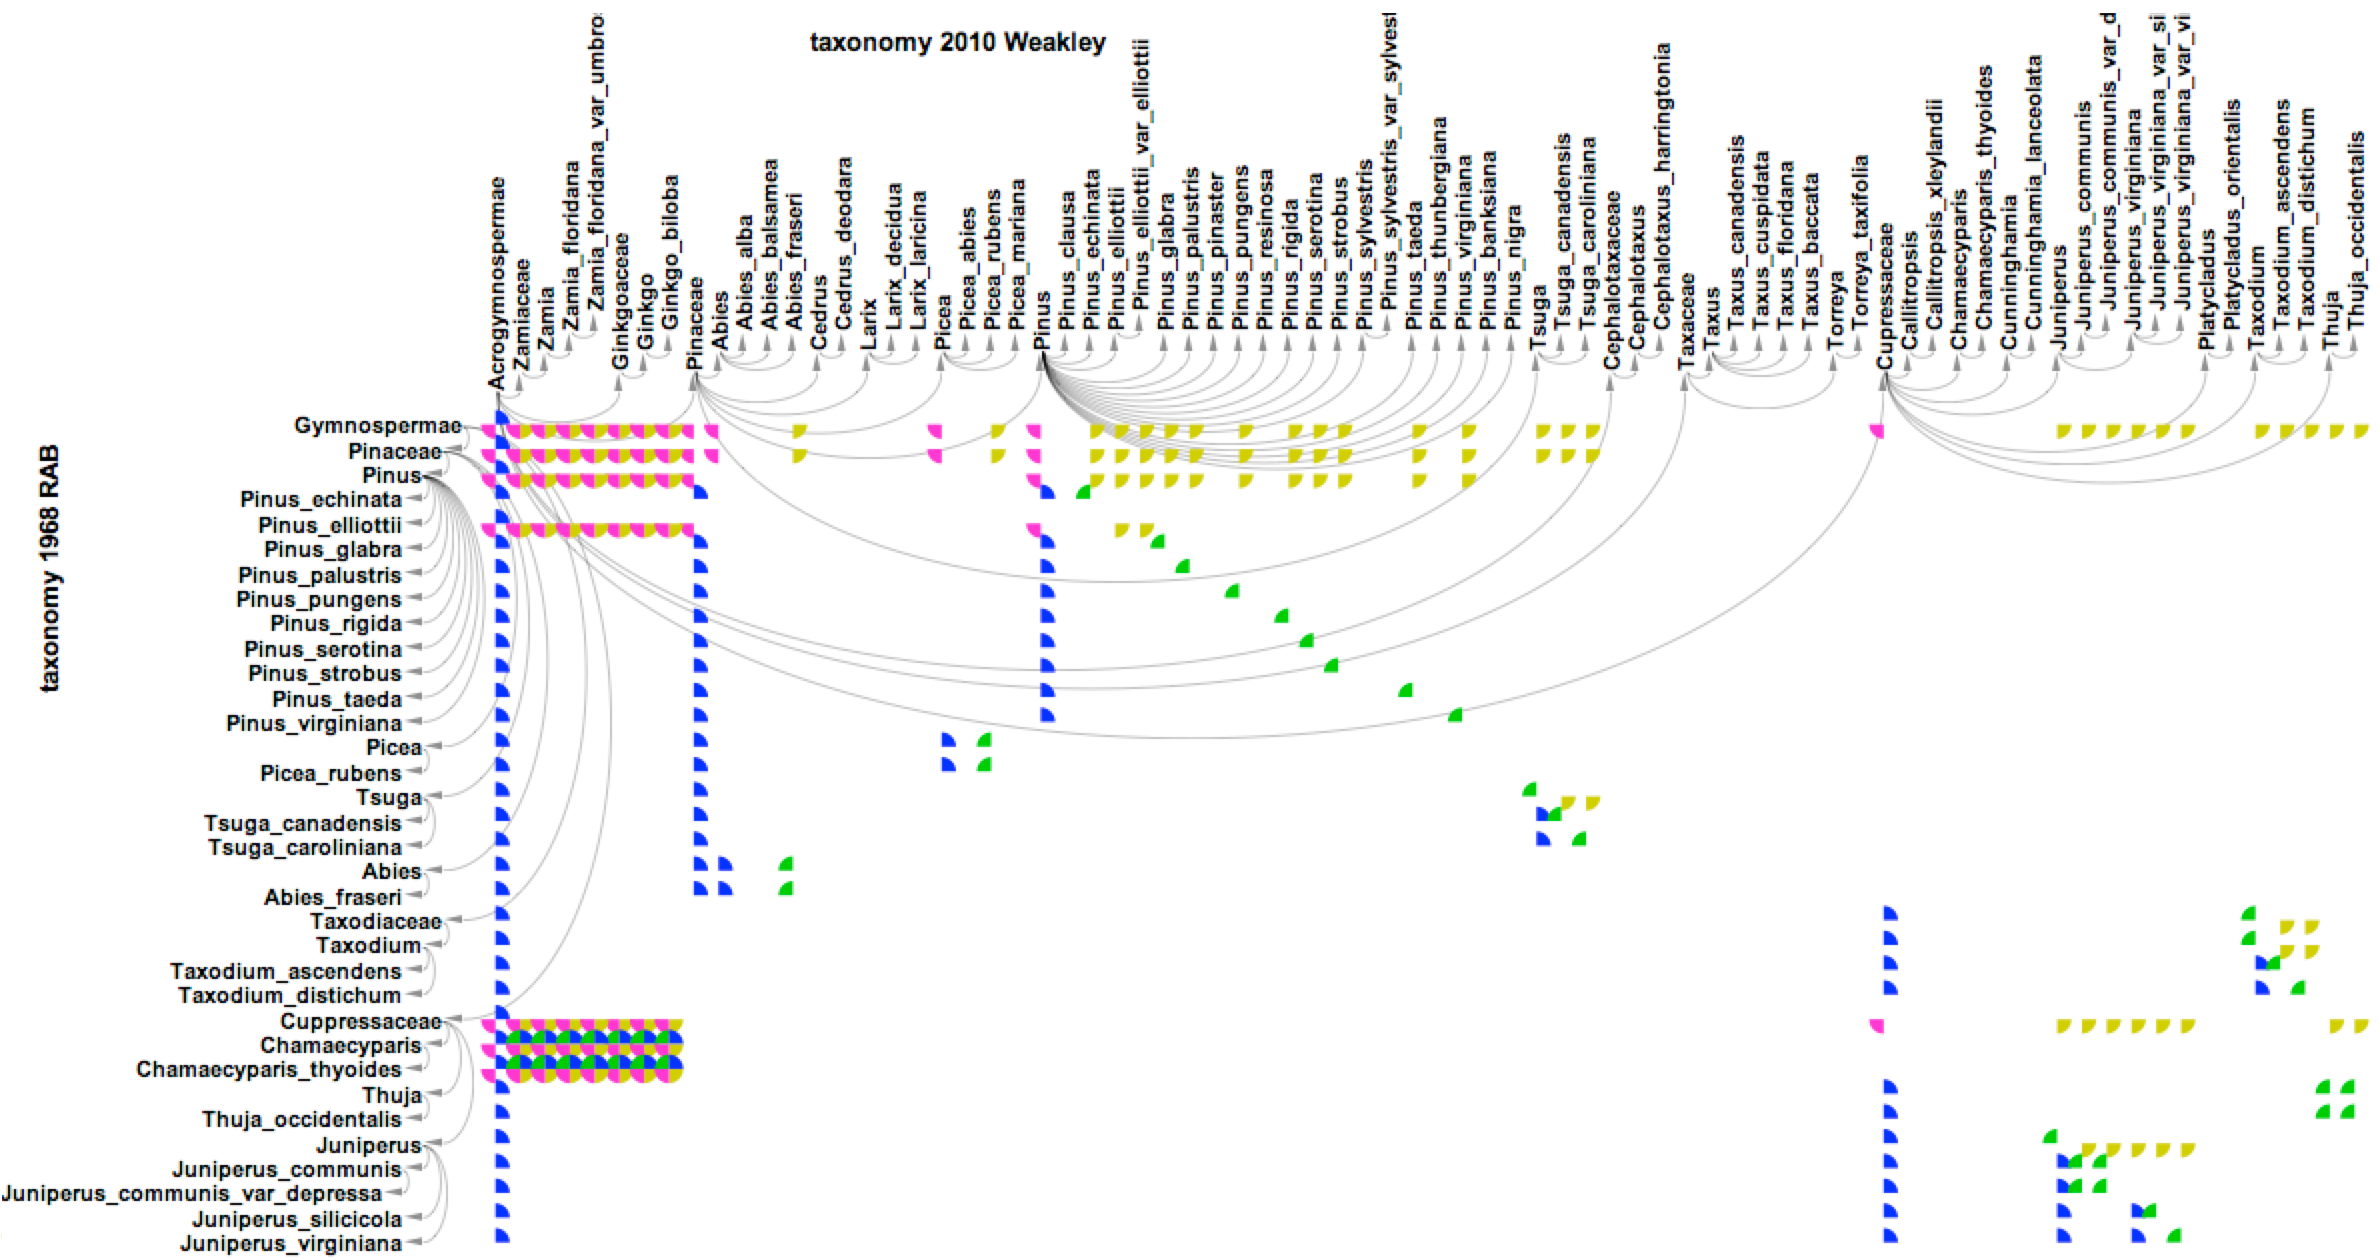 taxonomy 2010 Weakley
Acrogymnospermae
Zamiaceae
Zamia
Zamia_floridana
Zamia_floridana_var_umbro
Ginkgoaceae
Ginkgo
Ginkgo_biloba
Pinaceae
Abies
Abies_alba
Abies_balsamea
Abies_fraseri
Cedrus
Cedrus_deodara
Larix
Larix_decidua
Larix_laricina
Picea
Picea_abies
Picea_rubens
Picea_mariana
Pinus
Pinus_clausa
Pinus_echinata
Pinus_elliottii
Pinus_elliottii_var_elliottii
Pinus_glabra
Pinus_palustris
Pinus_pinaster
Pinus_pungens
Pinus_resinosa
Pinus_rigida
Pinus_serotina
Pinus_strobus
Pinus_sylvestris
Pinus_sylvestris_var_sylvest
Pinus_taeda
Pinus_thunbergiana
Pinus_virginiana
Pinus_banksiana
Pinus_nigra
Tsuga
Tsuga_canadensis
Tsuga_caroliniana
Cephalotaxaceae
Cephalotaxus
Cephalotaxus_harringtonia
Taxaceae
Taxus
Taxus_canadensis
Taxus_cuspidata
Taxus_floridana
Taxus_baccata
Torreya
Torreya_taxifolia
Cupressaceae
Callitropsis
Callitropsis_xleylandii
Chamaecyparis
Chamaecyparis_thyoides
Cunninghamia
Cunninghamia_lanceolata
Juniperus
Juniperus_communis
Juniperus_communis_var_d
Juniperus_virginiana
Juniperus_virginiana_var_si
Juniperus_virginiana_var_vi
Platycladus
Platycladus_orientalis
Taxodium
Taxodium_ascendens
Taxodium_distichum
Thuja
Thuja_occidentalis
taxonomy 1968 RAB
Gymnospermae
Pinaceae
Pinus
Pinus_echinata
Pinus_elliottii
Pinus_glabra
Pinus_palustris
Pinus_pungens
Pinus_rigida
Pinus_serotina
Pinus_strobus
Pinus_taeda
Pinus_virginiana
Picea
Picea_rubens
Tsuga
Tsuga_canadensis
Tsuga_caroliniana
Abies
Abies_fraseri
Taxodiaceae
Taxodium
Taxodium_ascendens
Taxodium_distichum
Cuppressaceae
Chamaecyparis
Chamaecyparis_thyoides
Thuja
Thuja_occidentalis
Juniperus
Juniperus_communis
Juniperus_communis_var_depressa
Juniperus_silicicola
Juniperus_virginiana